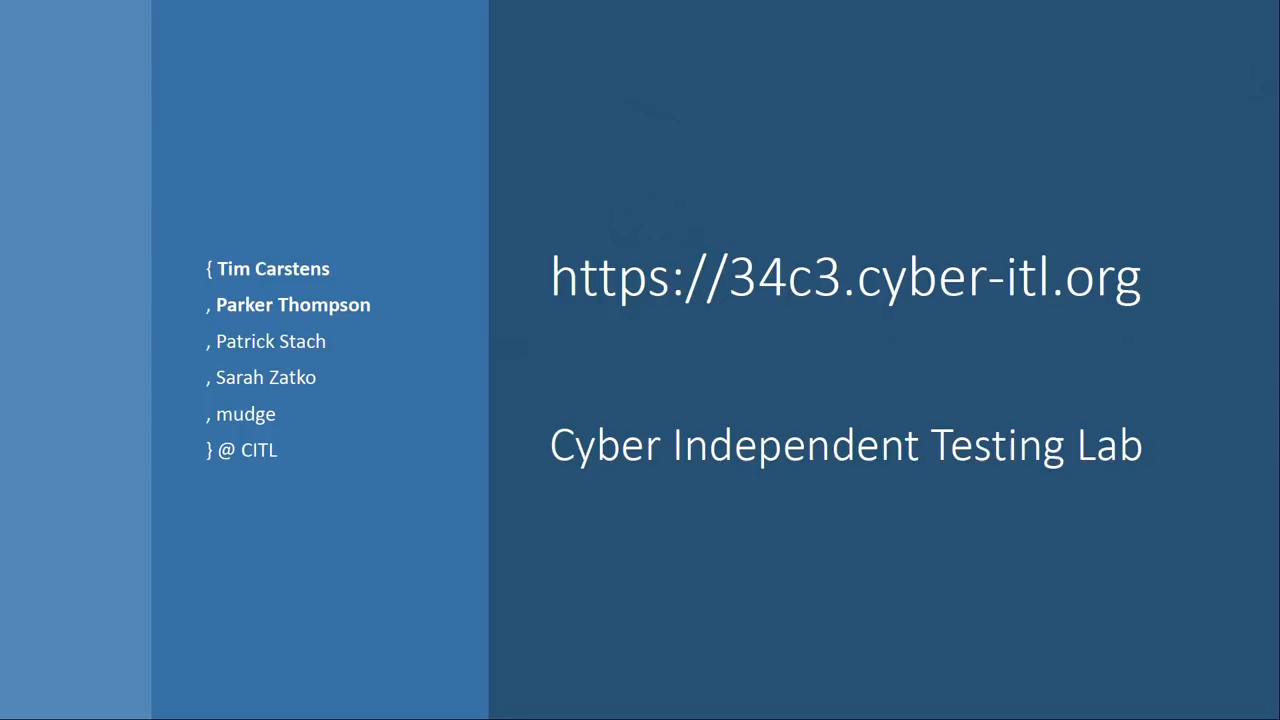 { Tim Carstens
, Parker Thompson
, Patrick Stach
, Sarah Zatko
, mudge
} @ CITL
https://34c3.cyber-itl.org
Cyber Independent Testing Lab